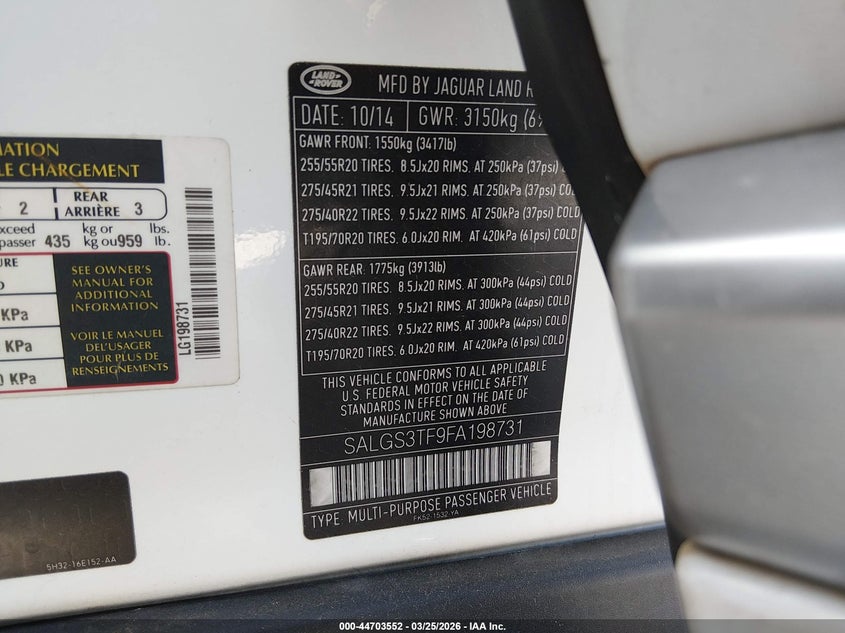 MATION
LE CHARGEMENT
2
REAR
ARRIÈRE 3
exceed
passer 435 kg or
kg ou 959 lbs.
lb.
SEE OWNER'S
MANUAL FOR
ADDITIONAL
INFORMATION
VOIR LE MANUEL
DEL'USAGER
POUR PLUS DE
RENSEIGNEMENTS
KPa
KPa
0 KPa
LG198731
5H32-16E152-AA
LAND
ROVER
MFD BY JAGUAR LAND
DATE: 10/14 GWR: 3150kg
GAWR FRONT: 1550kg (3417lb)
255/55R20 TIRES. 8.5Jx20 RIMS. AT 250kPa (37psi)
275/45R21 TIRES. 9.5Jx21 RIMS. AT 250kPa (37psi) COLD
275/40R22 TIRES. 9.5Jx22 RIMS. AT 250kPa (37psi) COLD
T195/70R20 TIRES. 6.0Jx20 RIM. AT 420kPa (61psi) COLD
GAWR REAR: 1775kg (3913lb)
255/55R20 TIRES. 8.5Jx20 RIMS. AT 300kPa (44psi) COLD
275/45R21 TIRES. 9.5Jx21 RIMS. AT 300kPa (44psi) COLD
275/40R22 TIRES. 9.5Jx22 RIMS. AT 300kPa (44psi) COLD
T195/70R20 TIRES. 6.0Jx20 RIM. AT 420kPa (61psi) COLD
THIS VEHICLE CONFORMS TO ALL APPLICABLE
U.S. FEDERAL MOTOR VEHICLE SAFETY
STANDARDS IN EFFECT ON THE DATE OF
MANUFACTURE SHOWN ABOVE
SALGS3TF9FA198731
TYPE MULTI-PURPOSE PASSENGER VEHICLE
FK52-1532-YA
000-44703552 - 03/25/2026 - IAA Inc.